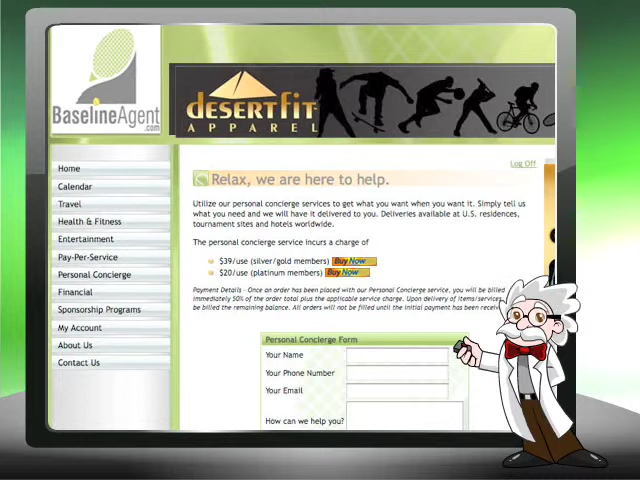 BaselineAgent
.com
desertfit
APPAREL
Log Off
Relax, we are here to help.
Home
Calendar
Travel
Health & Fitness
Entertainment
Pay-Per-Service
Personal Concierge
Financial
Sponsorship Programs
My Account
About Us
Contact Us
Utilize our personal concierge services to get what you want when you want it. Simply tell us
what you need and we will have it delivered to you. Deliveries available at U.S. residences,
tournament sites and hotels worldwide.
The personal concierge service incurs a charge of
$39/use (silver/gold members) Buy Now
$20/use (platinum members) Buy Now
Payment Details - Once an order has been placed with our Personal Concierge service, you will be billed
immediately 50% of the order total plus the applicable service charge. Upon delivery of items/services,
be billed the remaining balance. All orders will not be filled until the initial payment has been
Personal Concierge Form
Your Name
Your Phone Number
Your Email
How can we help you?